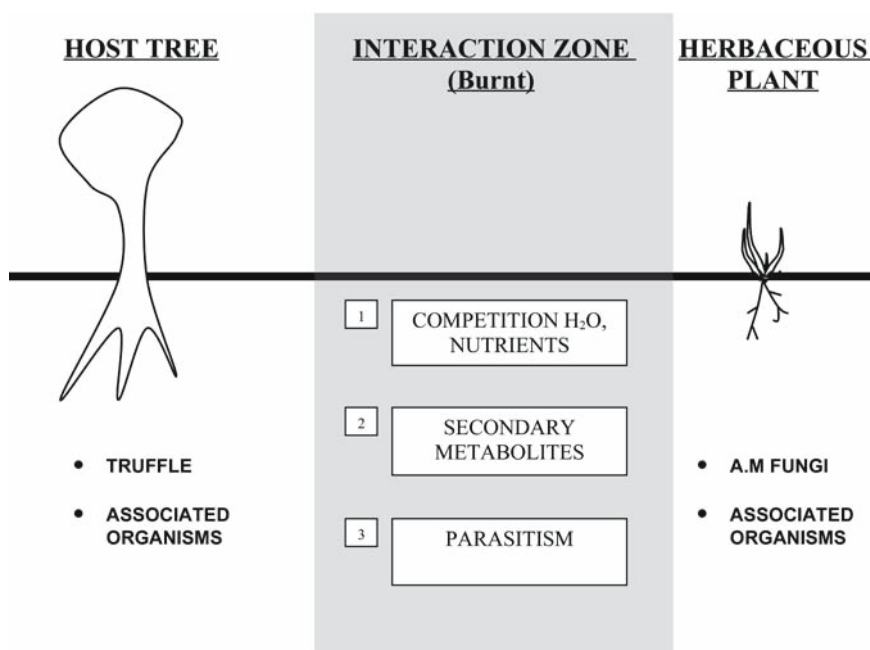 HOST TREE
INTERACTION ZONE
(Burnt)
HERBACEOUS
PLANT
1
COMPETITION H₂O,
NUTRIENTS
2
SECONDARY
METABOLITES
3
PARASITISM
• TRUFFLE
• ASSOCIATED
ORGANISMS
• A.M FUNGI
• ASSOCIATED
ORGANISMS